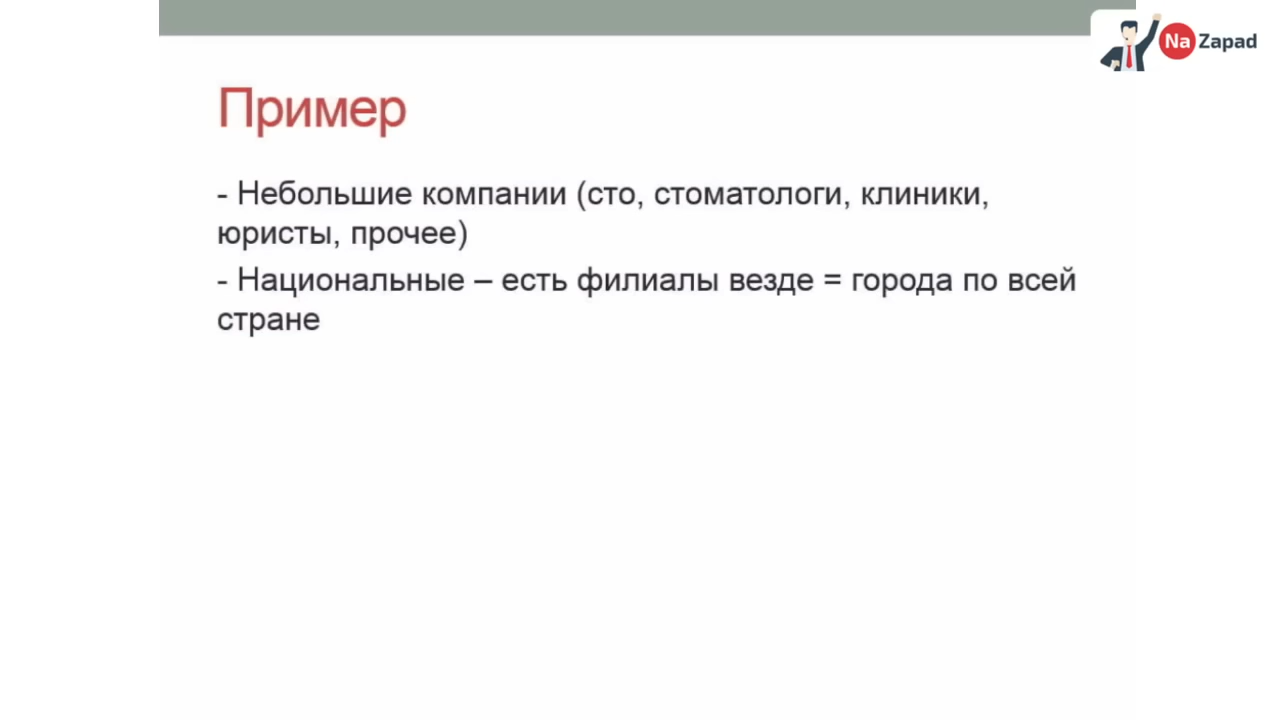 Na Zapad
Пример
- Небольшие компании (сто, стоматологи, клиники,
юристы, прочее)
- Национальные – есть филиалы везде = города по всей
стране